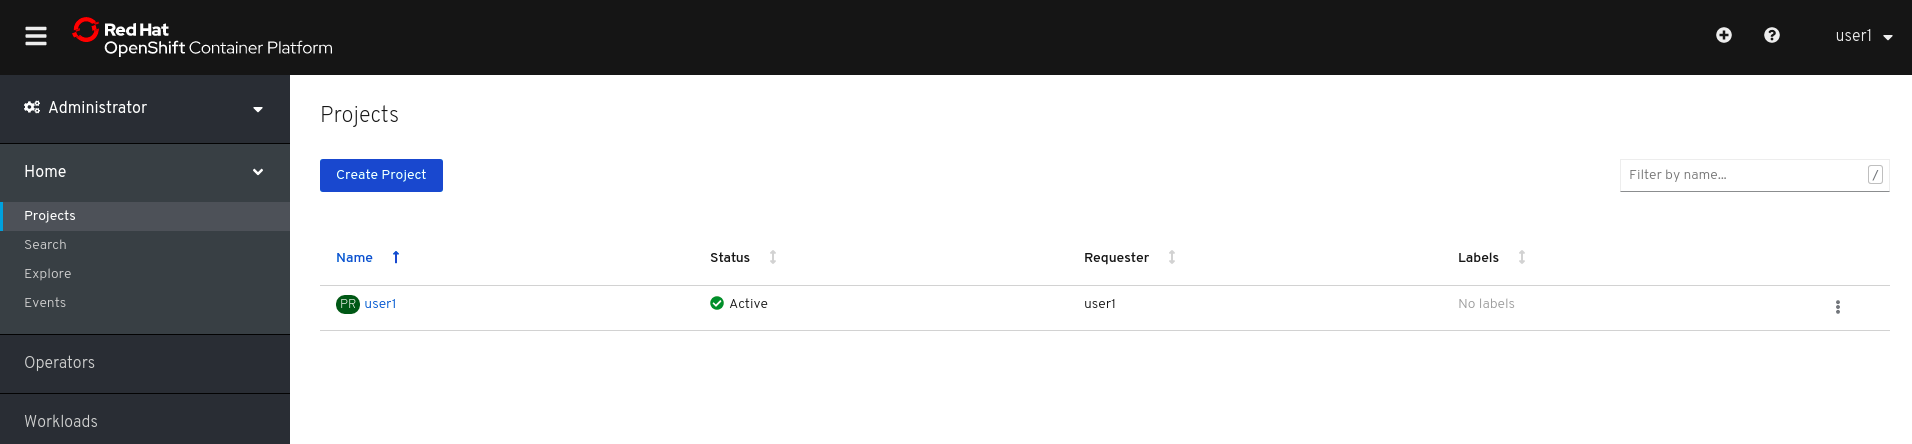 Red Hat
OpenShift Container Platform
user1
Administrator
Home
Projects
Search
Explore
Events
Operators
Workloads
Projects
Create Project
Filter by name...
/
Name Status Requester Labels
PR user1 Active user1 No labels